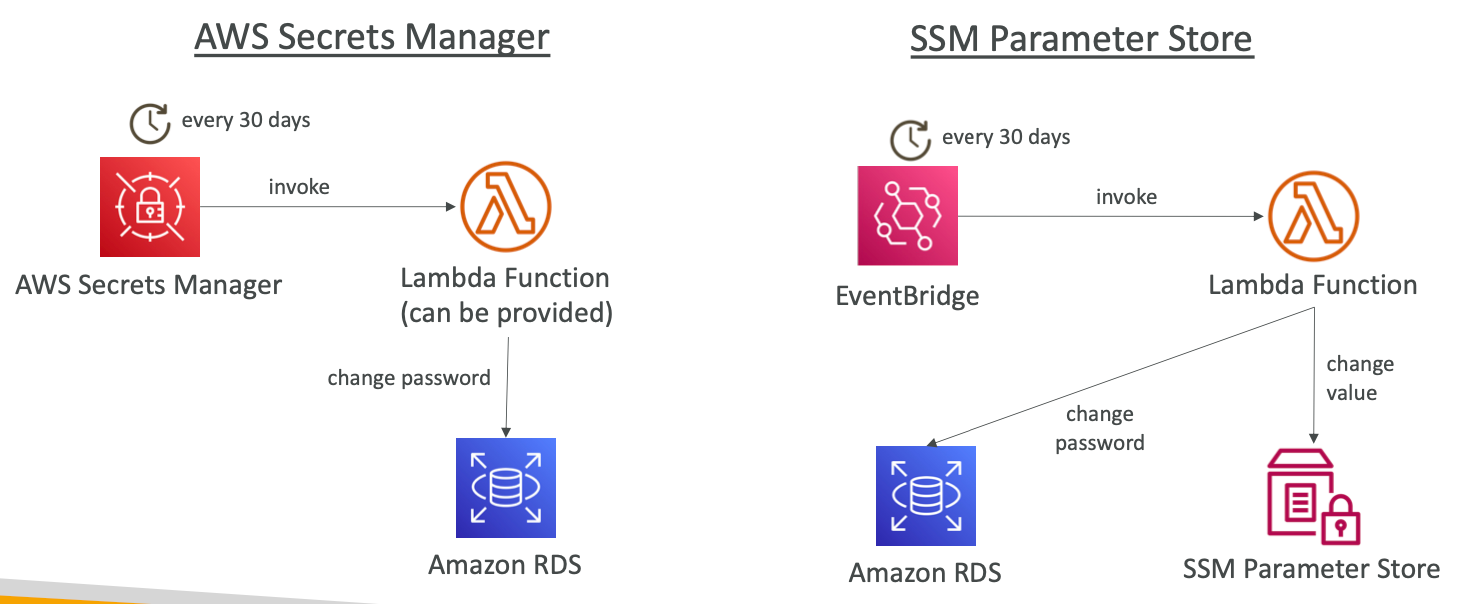 AWS Secrets Manager
every 30 days
invoke
AWS Secrets Manager
Lambda Function
(can be provided)
change password
Amazon RDS
SSM Parameter Store
every 30 days
invoke
EventBridge
Lambda Function
change
value
change
password
Amazon RDS
SSM Parameter Store